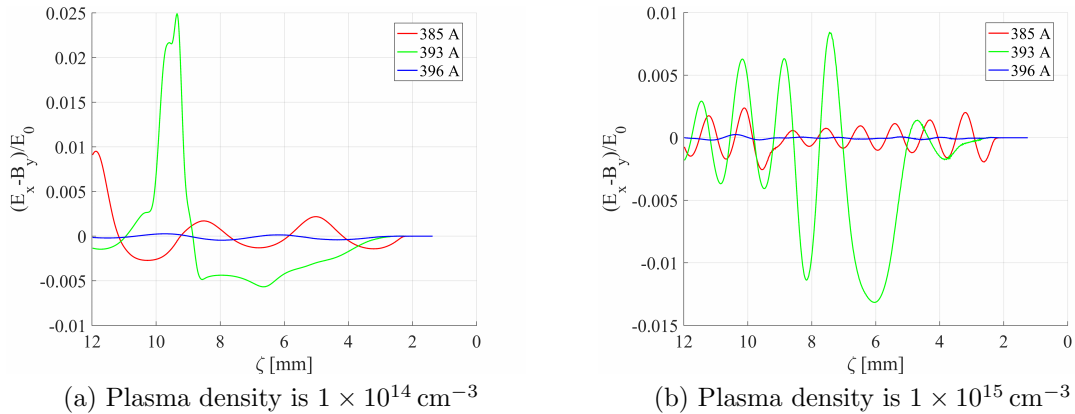 0.025
0.02
0.015
0.01
0.005
0
-0.005
-0.01
(E_x-B_y)/E_0
12 10 8 6 4 2 0
ζ [mm]
385 A
393 A
396 A
(a) Plasma density is 1 × 10^14 cm^−3
0.01
0.005
0
-0.005
-0.01
-0.015
(E_x-B_y)/E_0
12 10 8 6 4 2 0
ζ [mm]
385 A
393 A
396 A
(b) Plasma density is 1 × 10^15 cm^−3